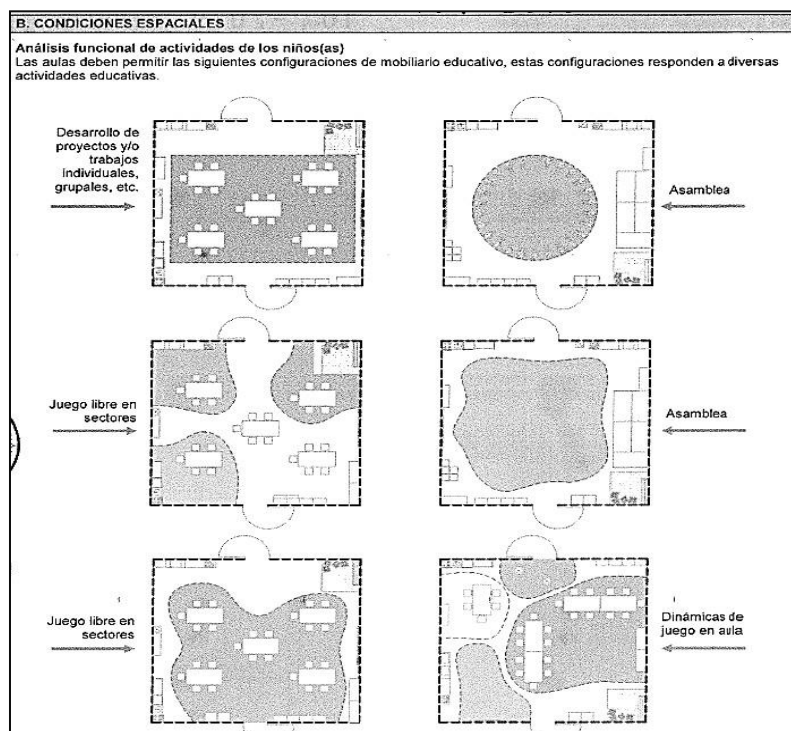 B. CONDICIONES ESPACIALES
Análisis funcional de actividades de los niños(as)
Las aulas deben permitir las siguientes configuraciones de mobiliario educativo, estas configuraciones responden a diversas
actividades educativas.
Desarrollo de
proyectos y/o
trabajos
individuales,
grupales, etc.
Asamblea
Juego libre en
sectores
Asamblea
Juego libre en
sectores
Dinámicas de
juego en aula